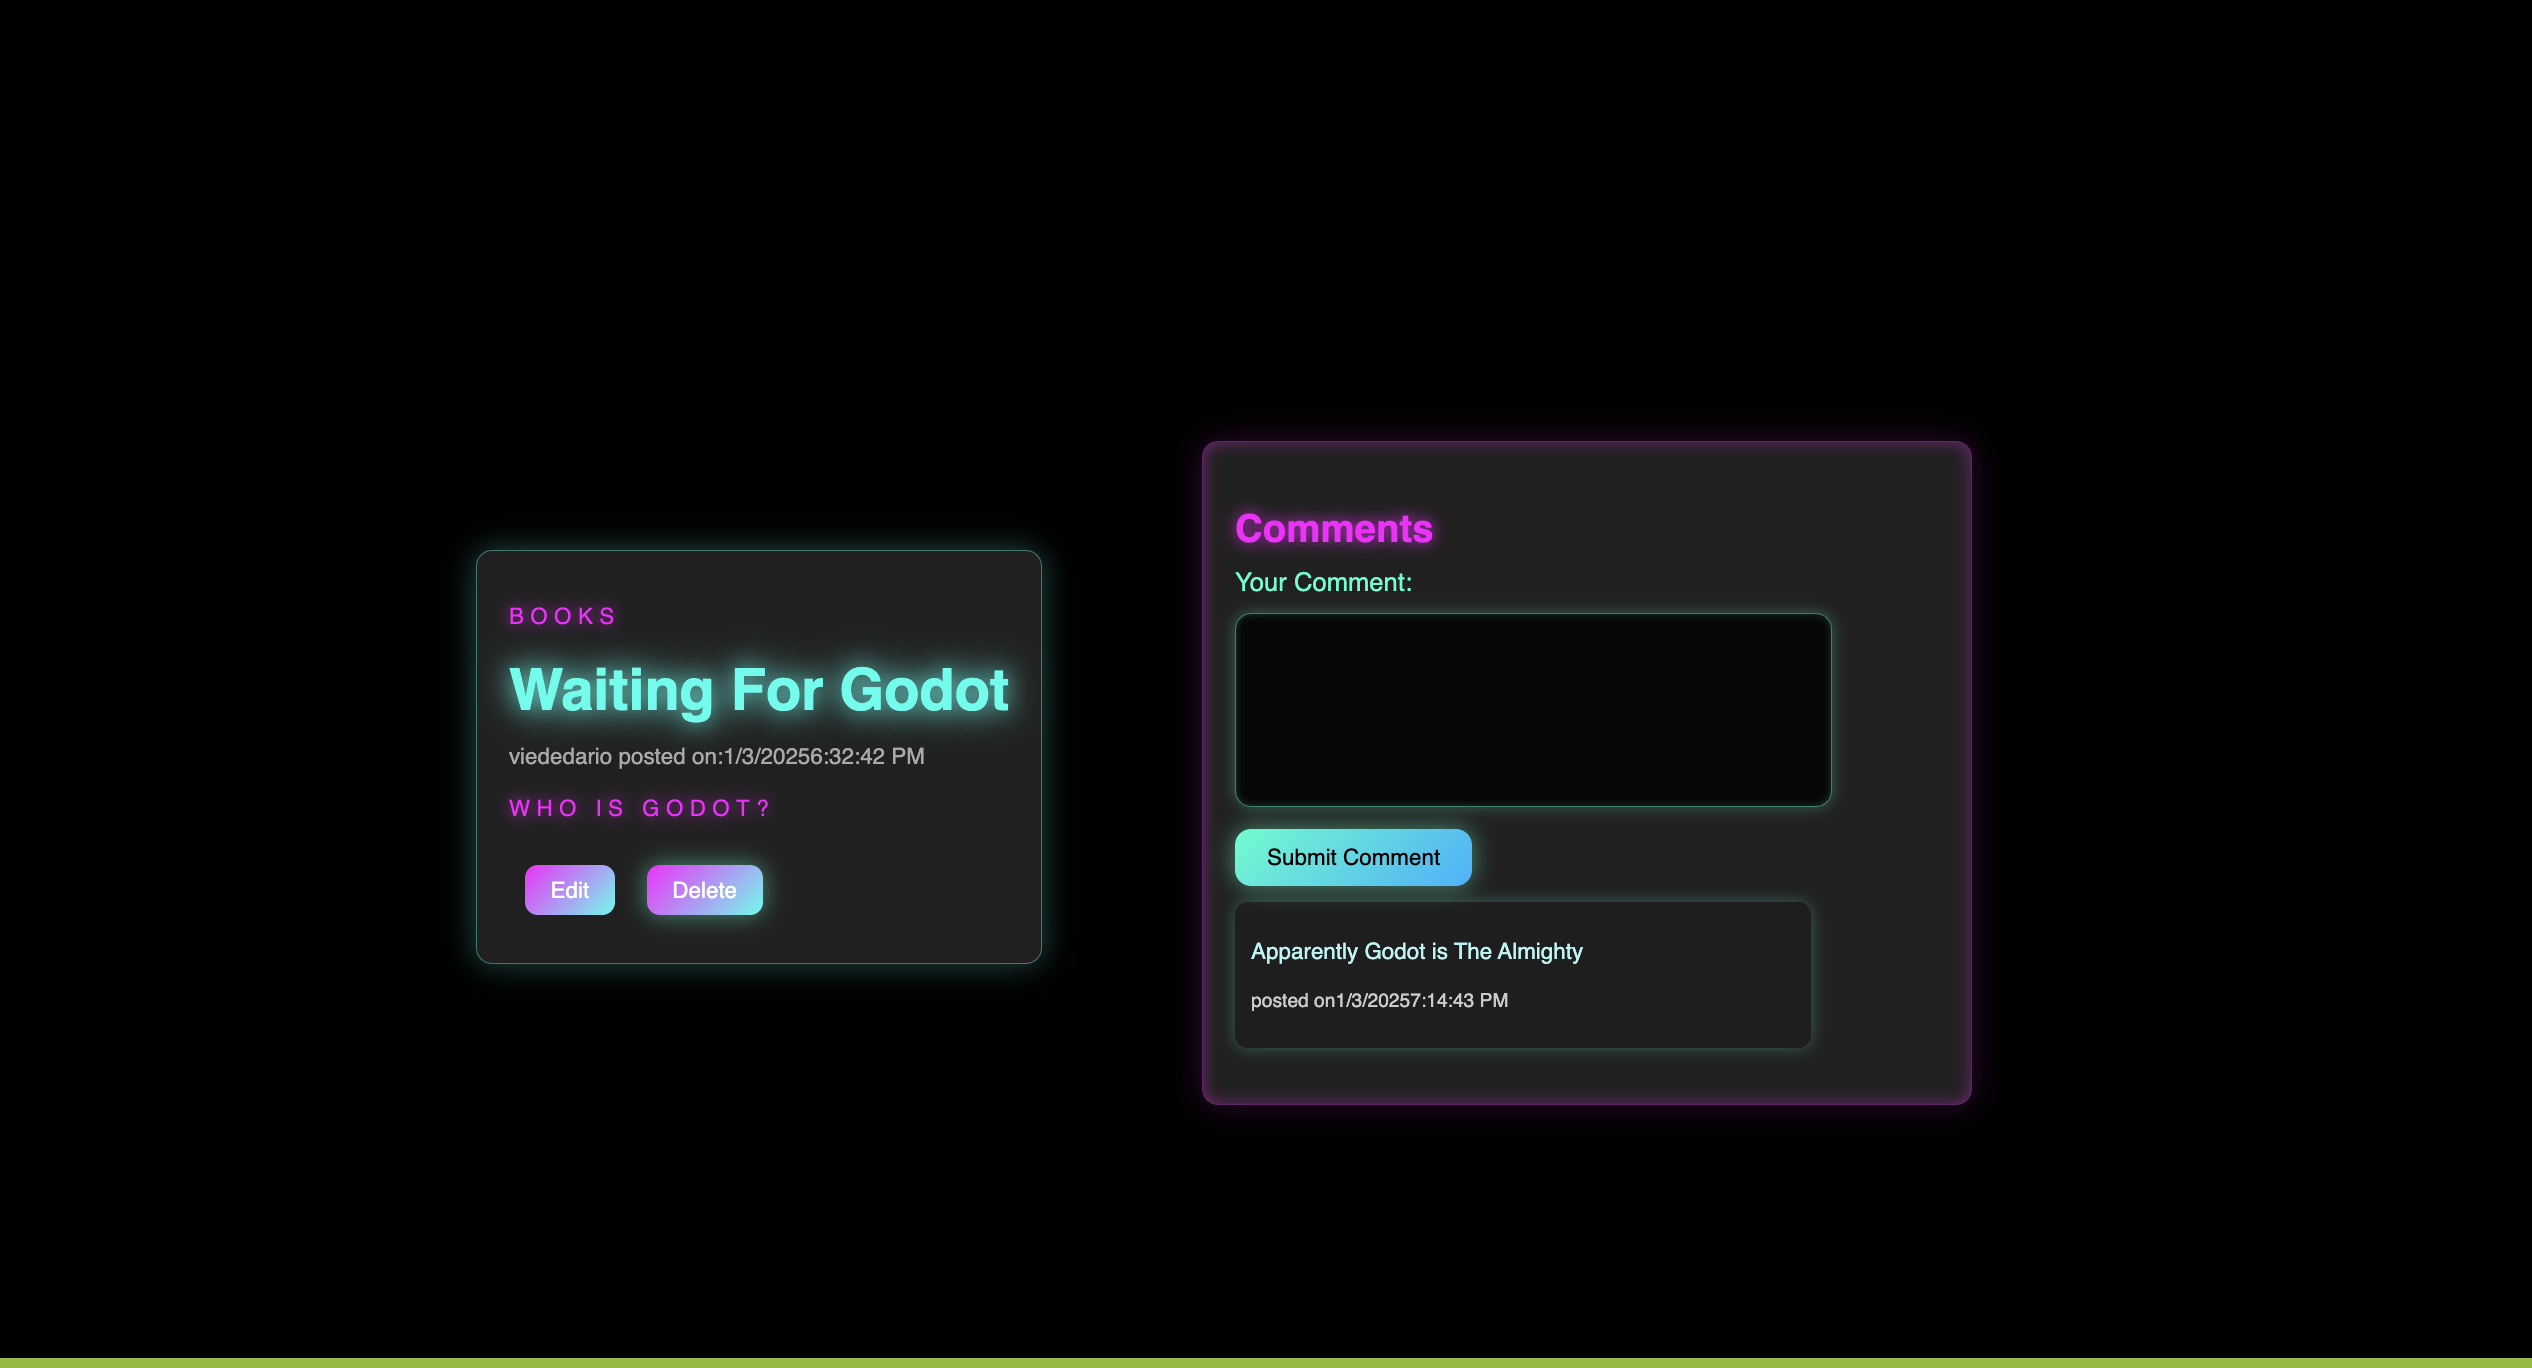 BOOKS
Waiting For Godot
viededario posted on:1/3/20256:32:42 PM
WHO IS GODOT?
Edit
Delete
Comments
Your Comment:
Submit Comment
Apparently Godot is The Almighty
posted on1/3/20257:14:43 PM